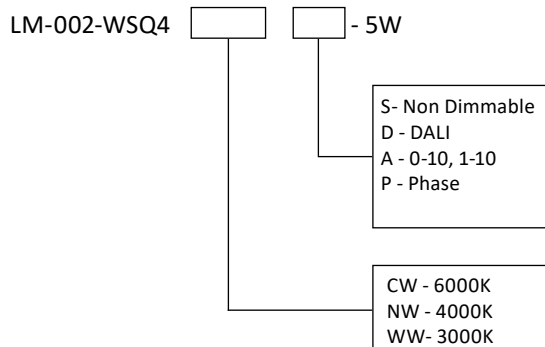 LM-002-WSQ4 - 5W
S- Non Dimmable
D - DALI
A - 0-10, 1-10
P - Phase
CW - 6000K
NW - 4000K
WW- 3000K